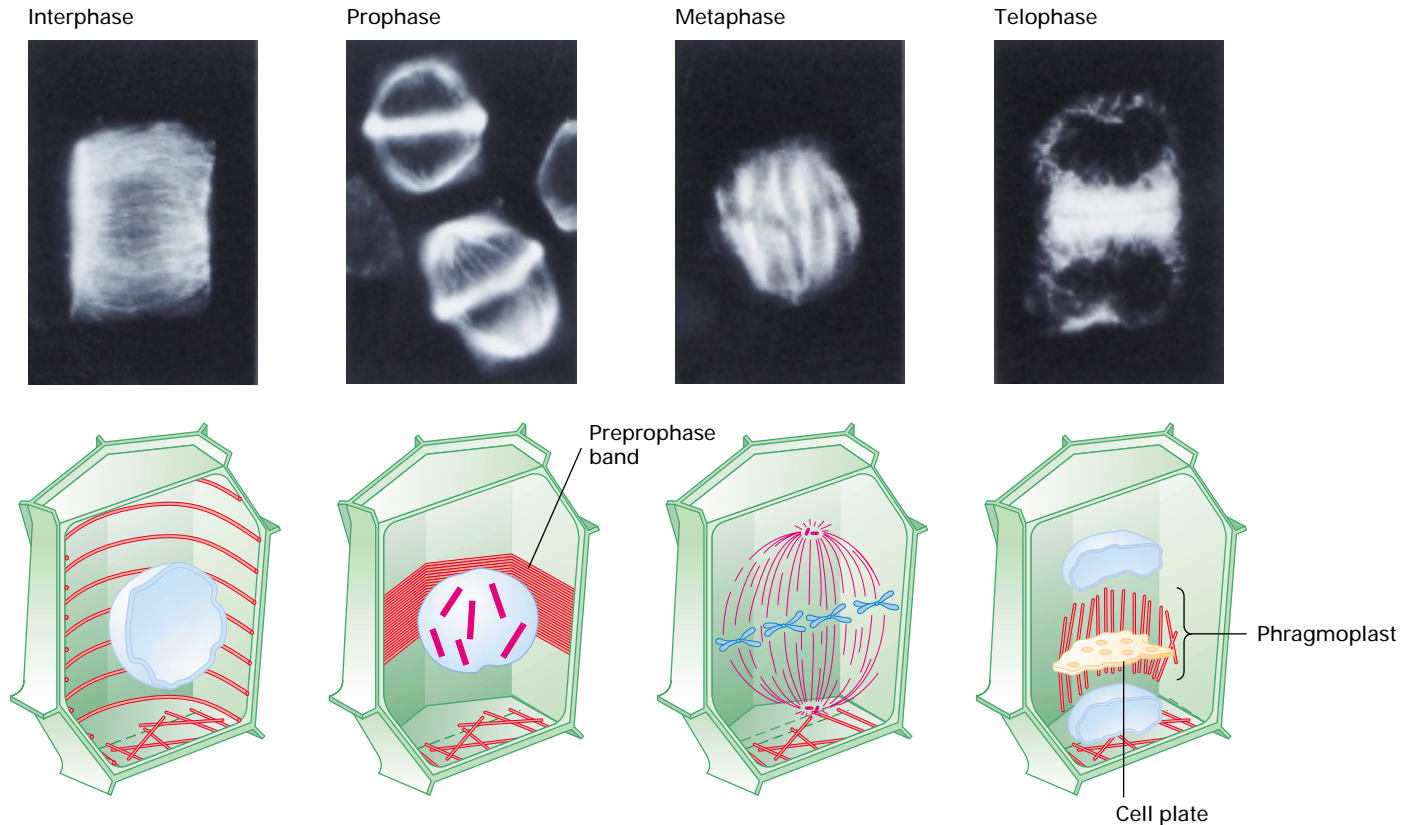 Interphase
Prophase
Metaphase
Telophase
Preprophase
band
Phragmoplast
Cell plate